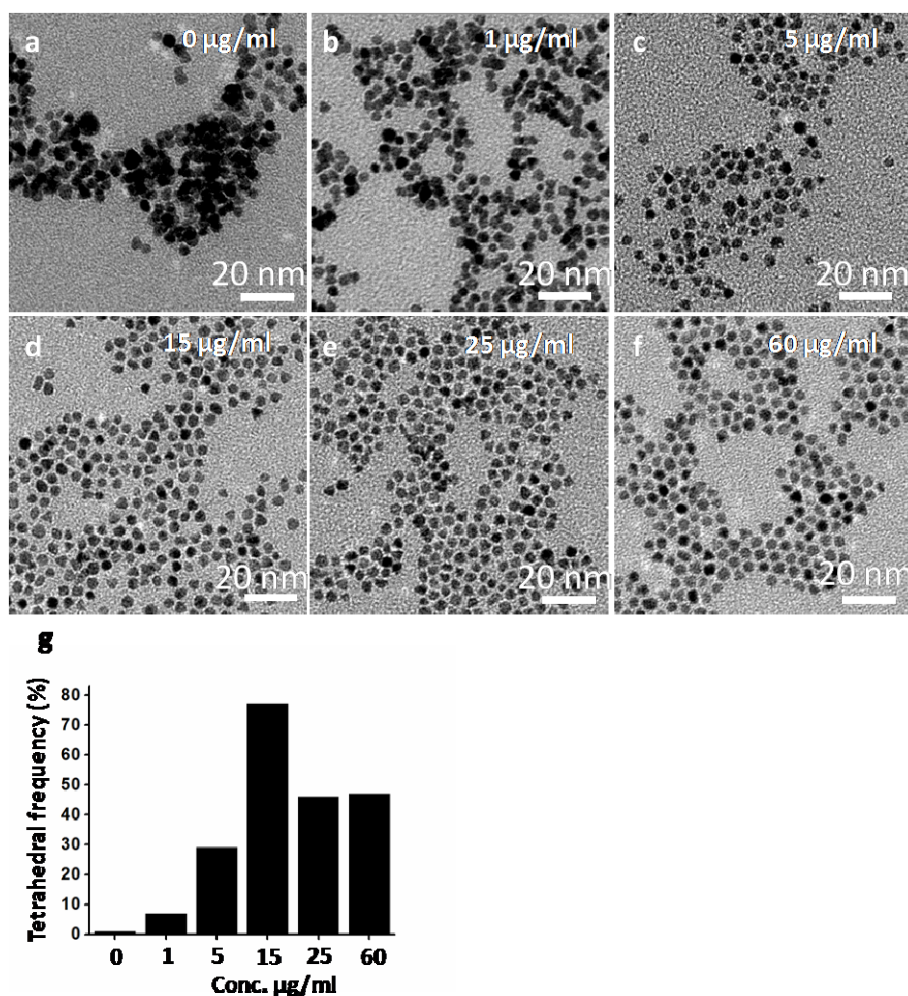 a 0 µg/ml
20 nm
b 1 µg/ml
20 nm
c 5 µg/ml
20 nm
d 15 µg/ml
20 nm
e 25 µg/ml
20 nm
f 60 µg/ml
20 nm
g
Tetrahedral frequency (%)
80
70
60
50
40
30
20
10
0
0 1 5 15 25 60
Conc. µg/ml